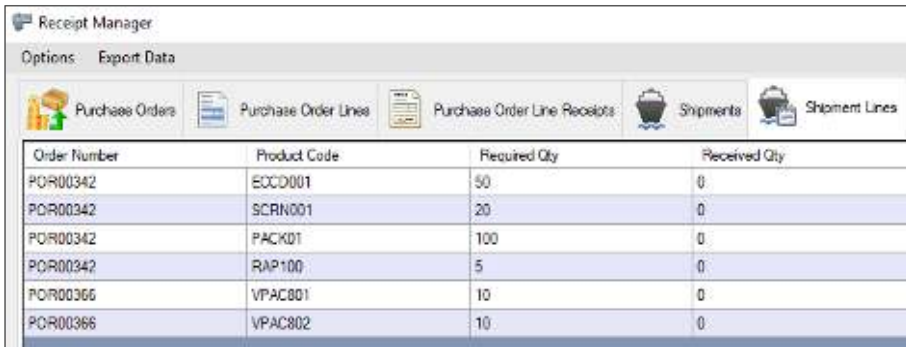 Receipt Manager
Options Export Data
Purchase Orders Purchase Order Lines Purchase Order Line Receipts Shipments Shipment Lines
Order Number Product Code Required Qty Received Qty
POR00342 ECCD001 50 0
POR00342 SCRN001 20 0
POR00342 PACK01 100 0
POR00342 RAP100 5 0
POR00366 VPAC801 10 0
POR00366 VPAC802 10 0